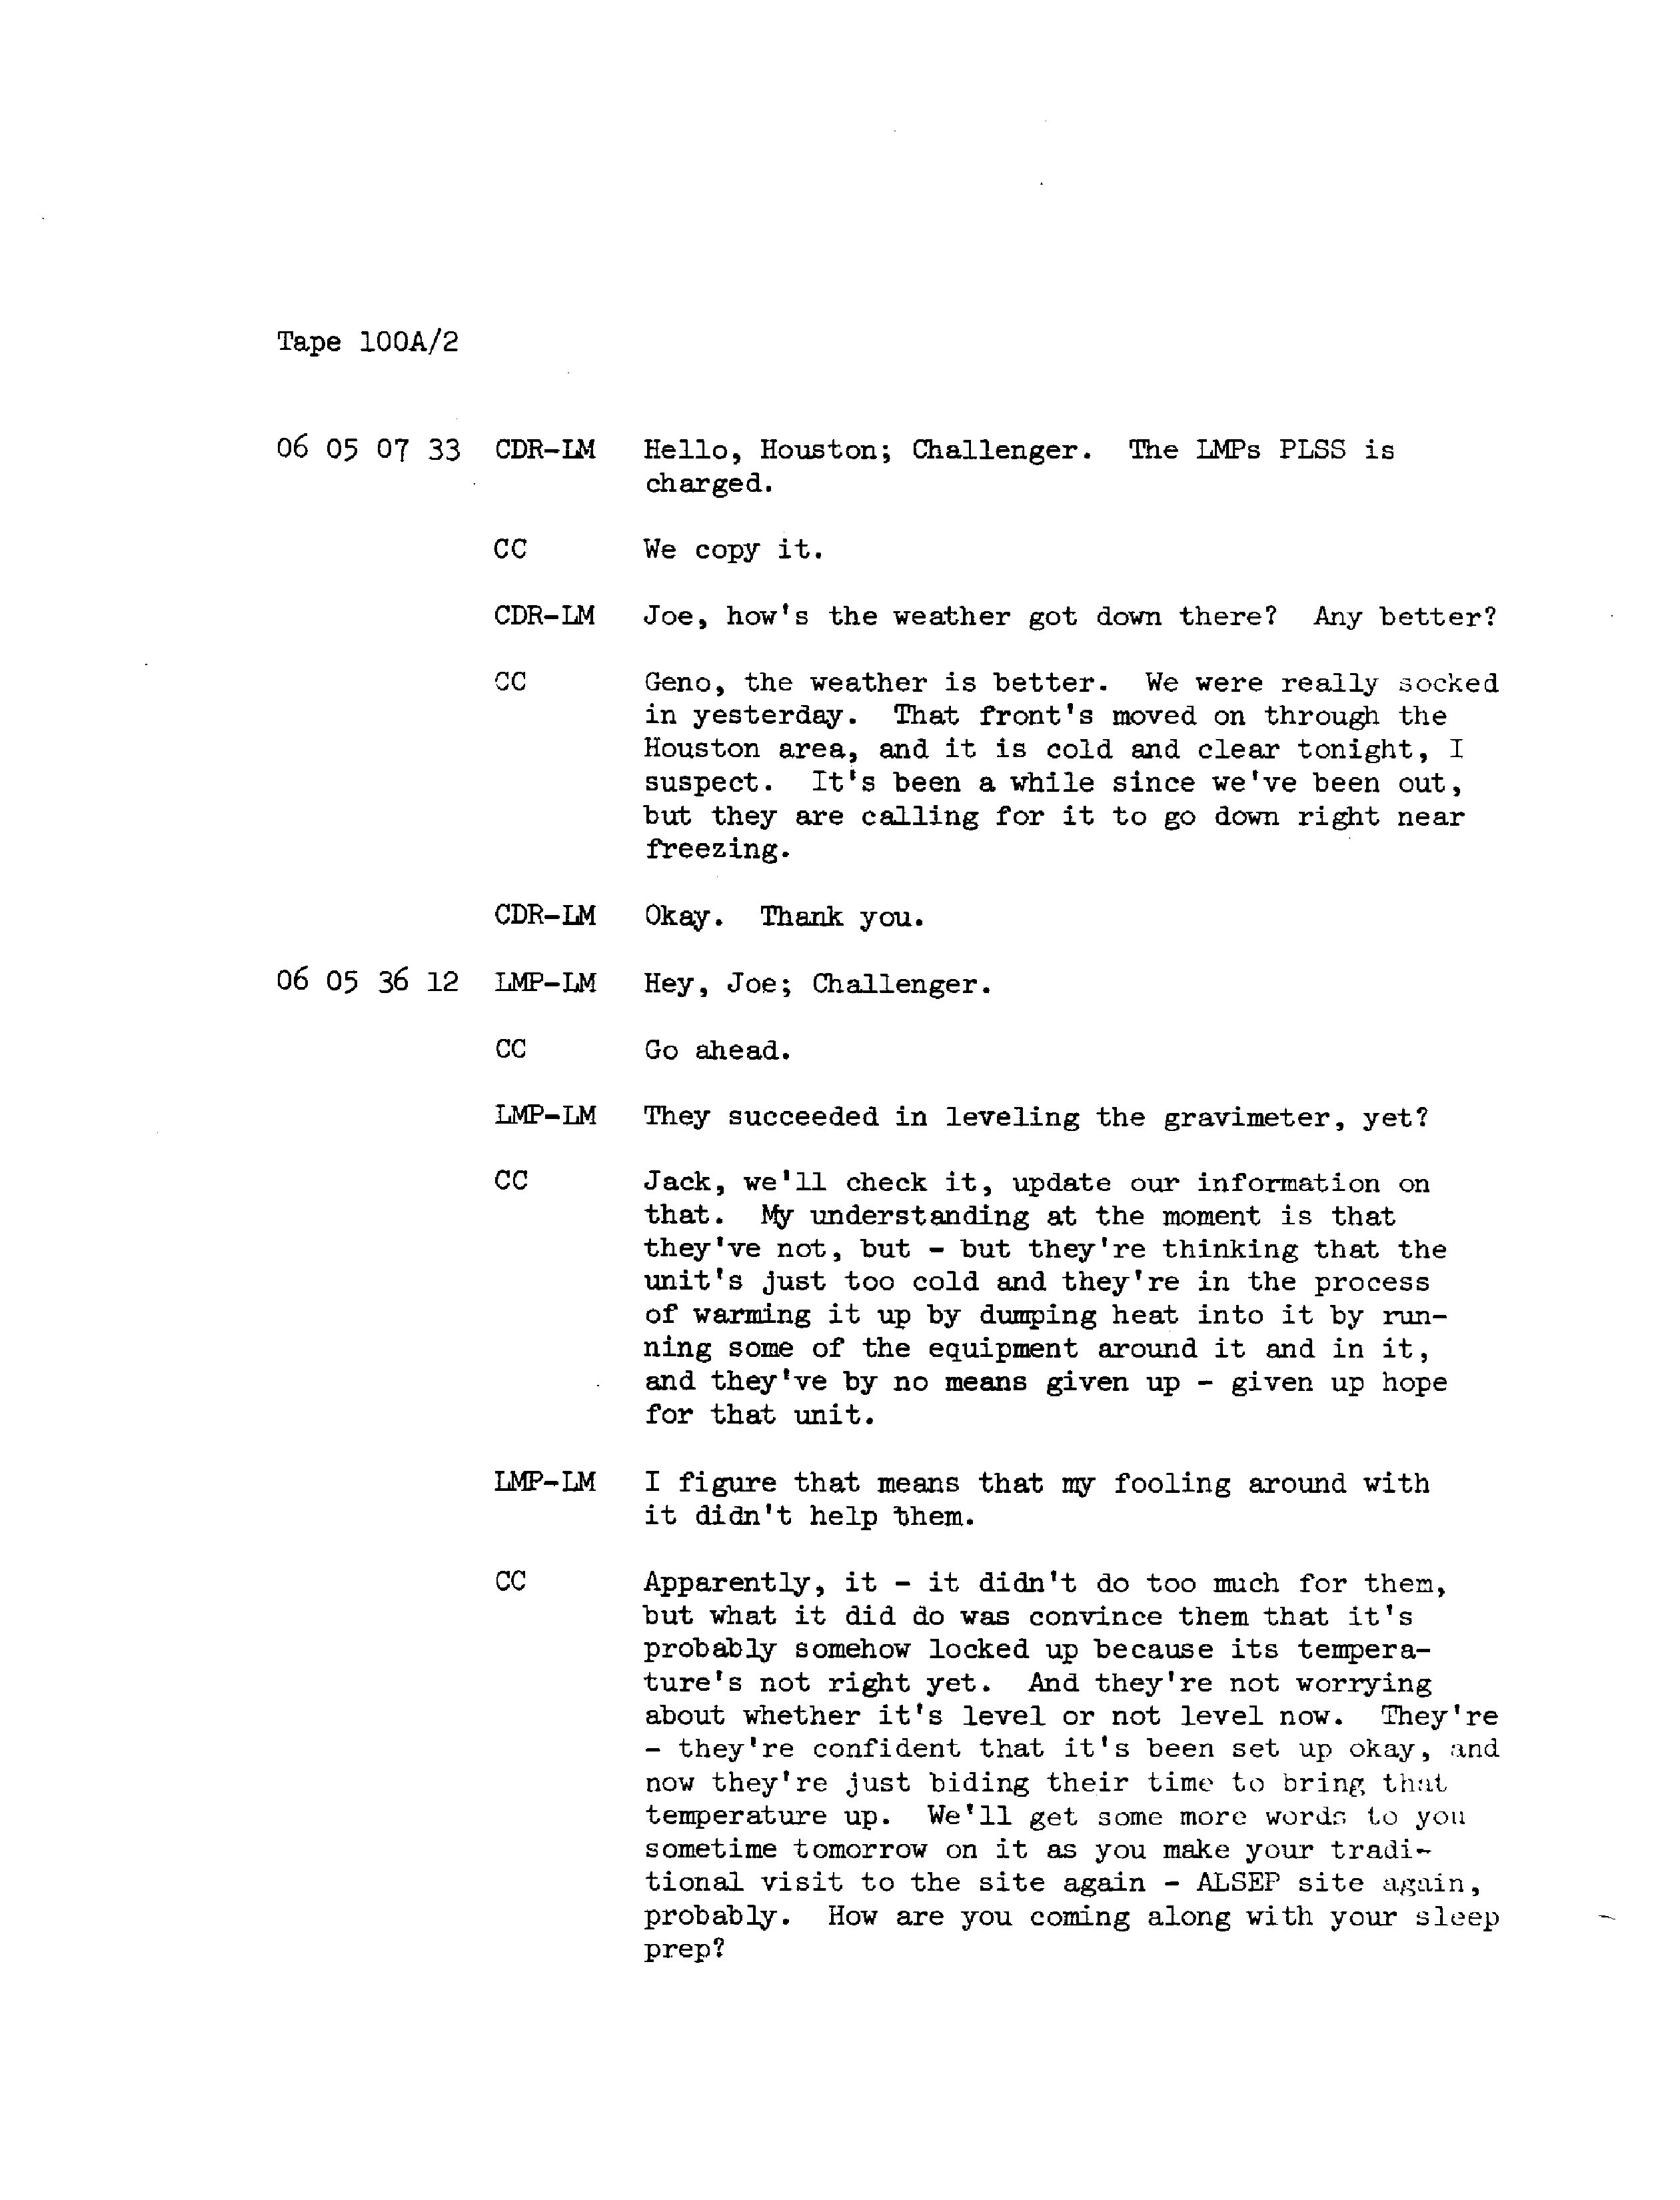 Tape 100A/2
06 05 07 33 CDR-LM Hello, Houston; Challenger. The LMPs PLSS is
charged.
CC We copy it.
CDR-LM Joe, how's the weather got down there? Any better?
CC Geno, the weather is better. We were really socked
in yesterday. That front's moved on through the
Houston area, and it is cold and clear tonight, I
suspect. It's been a while since we've been out,
but they are calling for it to go down right near
freezing.
CDR-LM Okay. Thank you.
06 05 36 12 LMP-LM Hey, Joe; Challenger.
CC Go ahead.
LMP-LM They succeeded in leveling the gravimeter, yet?
CC Jack, we'll check it, update our information on
that. My understanding at the moment is that
they've not, but - but they're thinking that the
unit's just too cold and they're in the process
of warming it up by dumping heat into it by run-
ning some of the equipment around it and in it,
and they've by no means given up - given up hope
for that unit.
LMP-LM I figure that means that my fooling around with
it didn't help them.
CC Apparently, it - it didn't do too much for them,
but what it did do was convince them that it's
probably somehow locked up because its tempera-
ture's not right yet. And they're not worrying
about whether it's level or not level now. They're
- they're confident that it's been set up okay, and
now they're just biding their time to bring that
temperature up. We'll get some more words to you
sometime tomorrow on it as you make your tradi-
tional visit to the site again - ALSEP site again,
probably. How are you coming along with your sleep
prep?